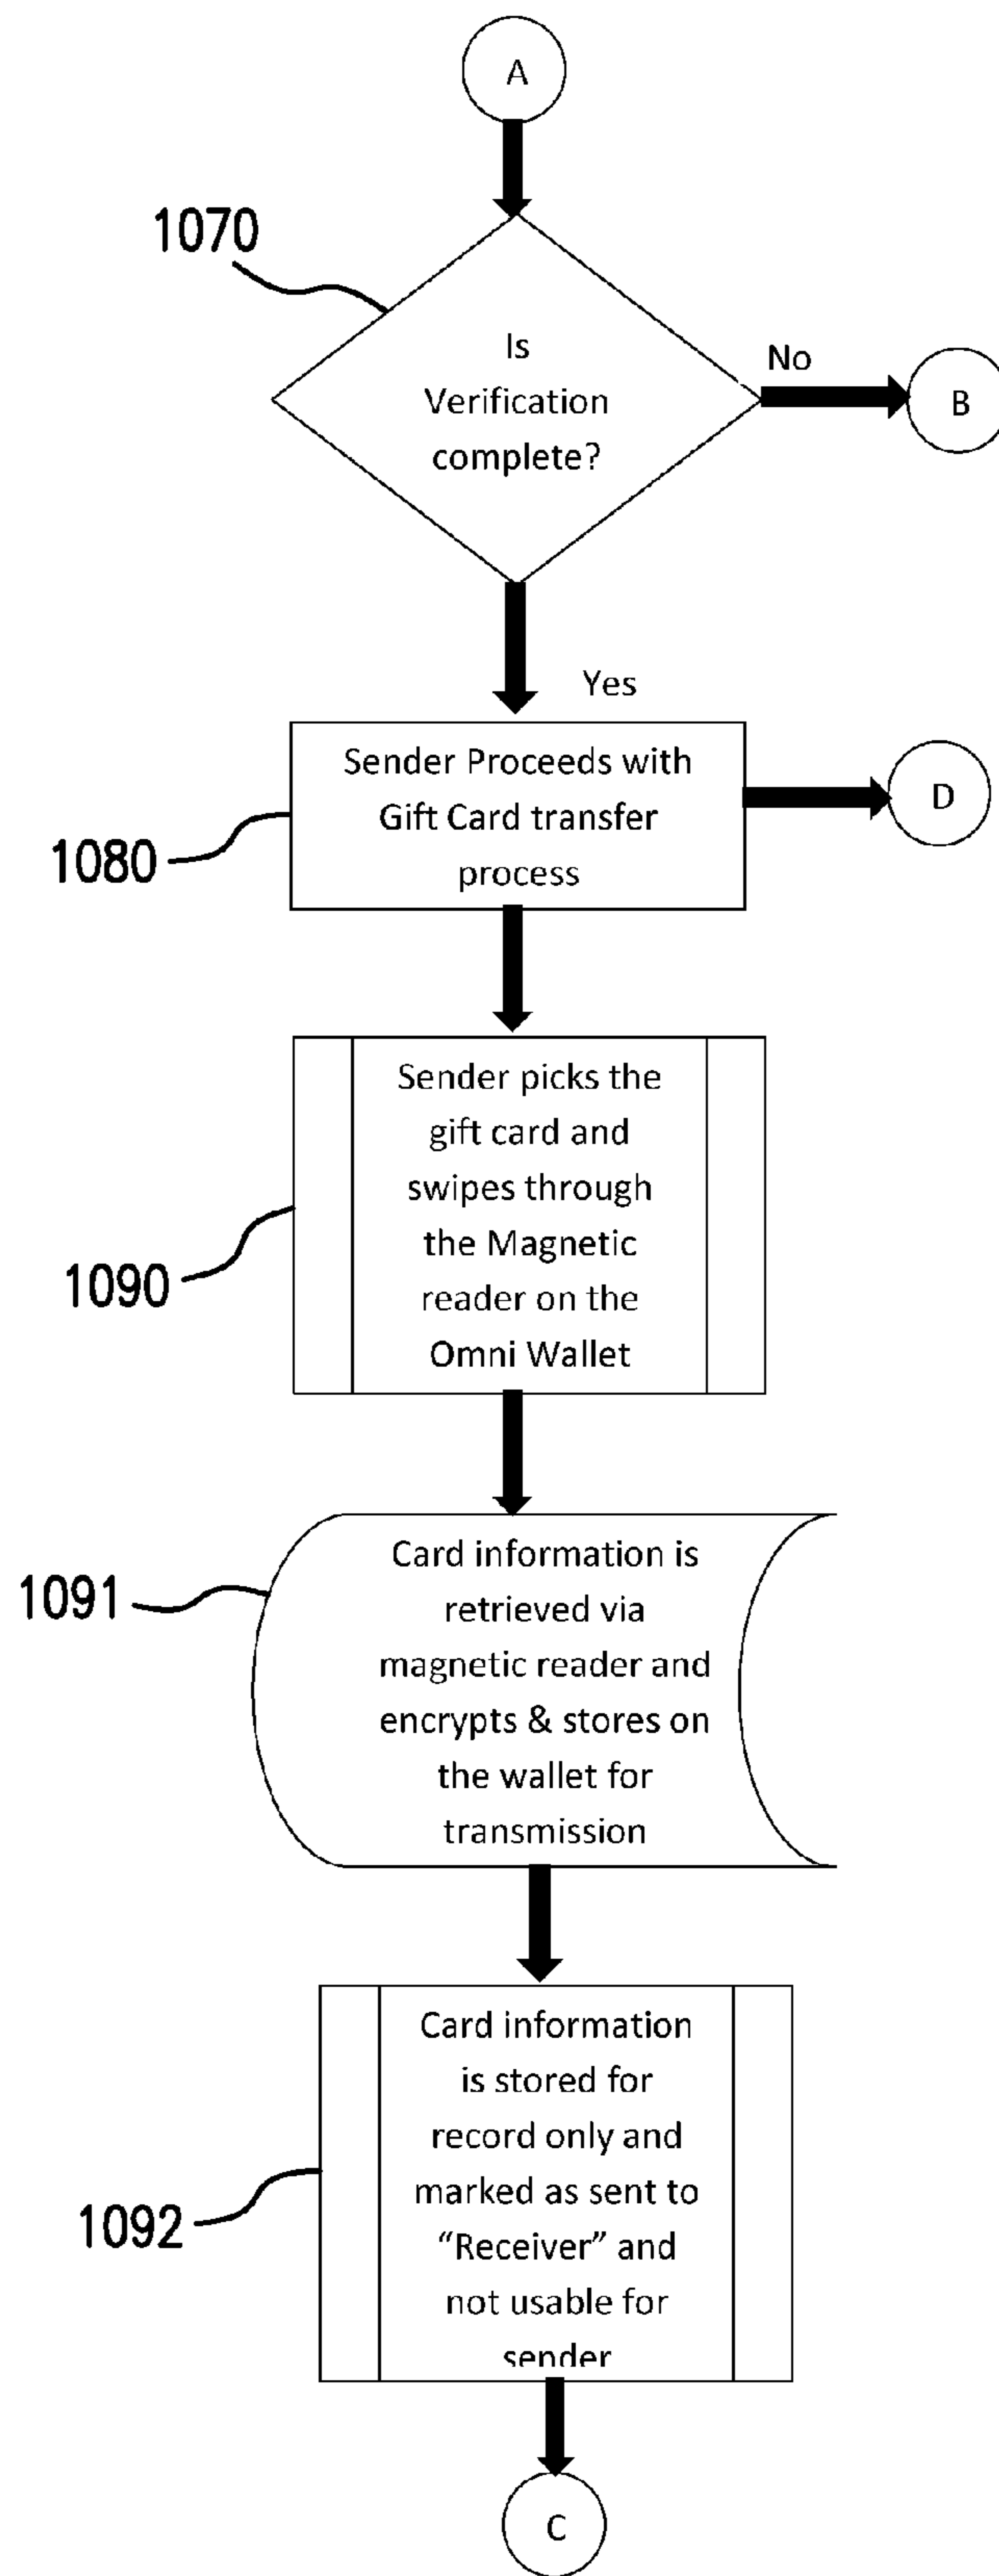 A
1070
Is
Verification
complete?
No
B
Yes
Sender Proceeds with
Gift Card transfer
process
D
1080
Sender picks the
gift card and
swipes through
the Magnetic
reader on the
Omni Wallet
1090
Card information is
retrieved via
magnetic reader and
encrypts & stores on
the wallet for
transmission
1091
Card information
is stored for
record only and
marked as sent to
“Receiver” and
not usable for
sender
1092
C